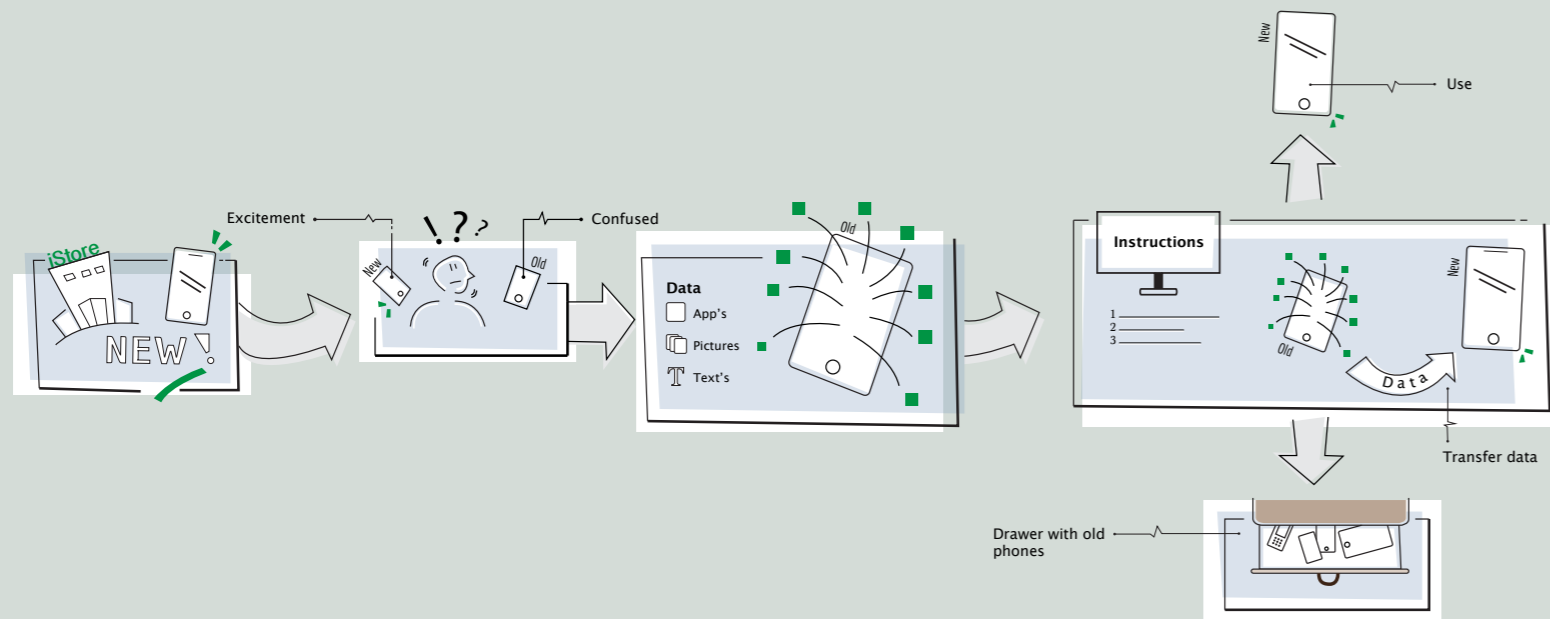 iStore
NEW!
Excitement
!??
New
Old
Confused
Old
Data
App's
Pictures
T Text's
Instructions
1
2
3
Old
New
Data
Transfer data
New
Use
Drawer with old
phones